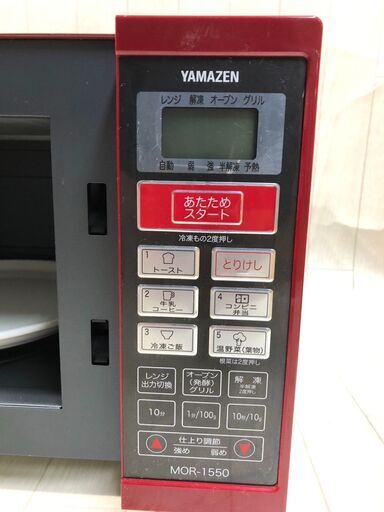 YAMAZEN
レンジ 解凍 オーブン グリル
自動 弱 強 半解凍 予熱
あたため
スタート
冷凍もの2度押し
1
トースト
とりけし
2
牛乳
コーヒー
4
コンビニ
弁当
3
冷凍ご飯
5
温野菜(葉物)
根菜は2度押し
レンジ
出力切換
オーブン
(発酵)
グリル
解凍
半解凍
2度押し
10分
1分/100g
10秒/10g
仕上り調節
強め 弱め
MOR-1550